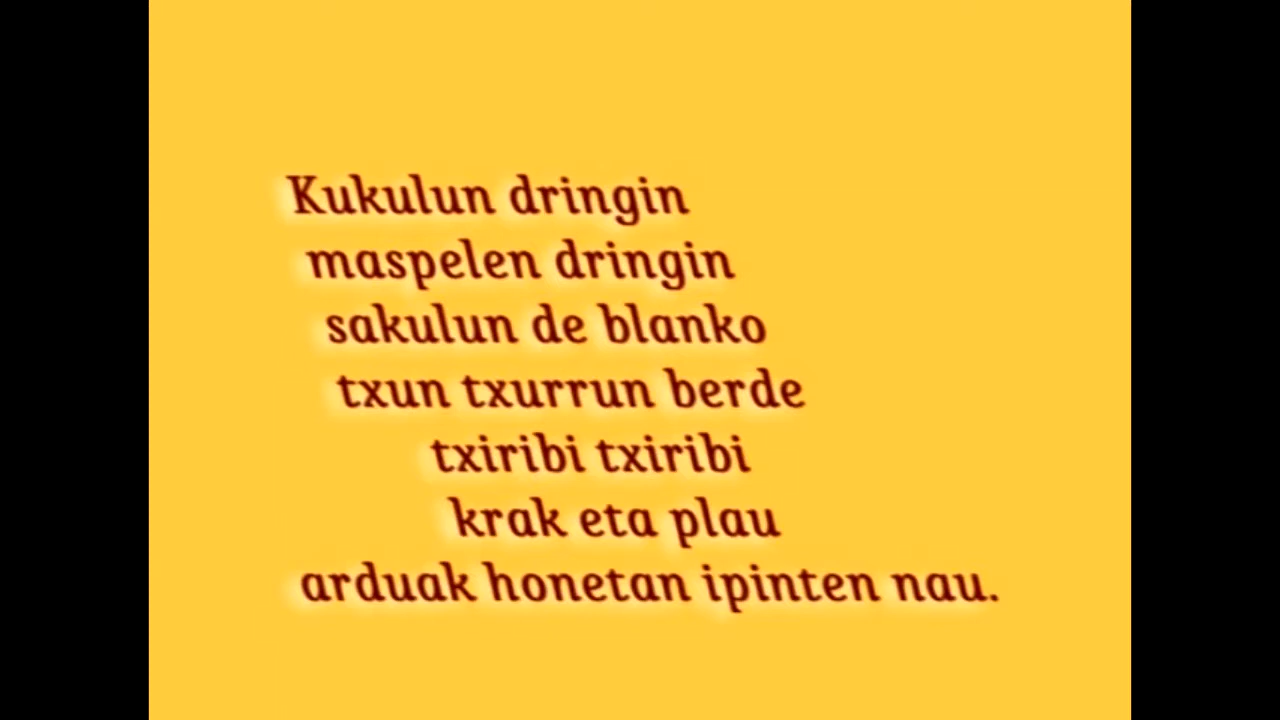 Kukulun dringin
maspelen dringin
sakulun de blanko
txun txurrun berde
txiribi txiribi
krak eta plau
arduak honetan ipinten nau.